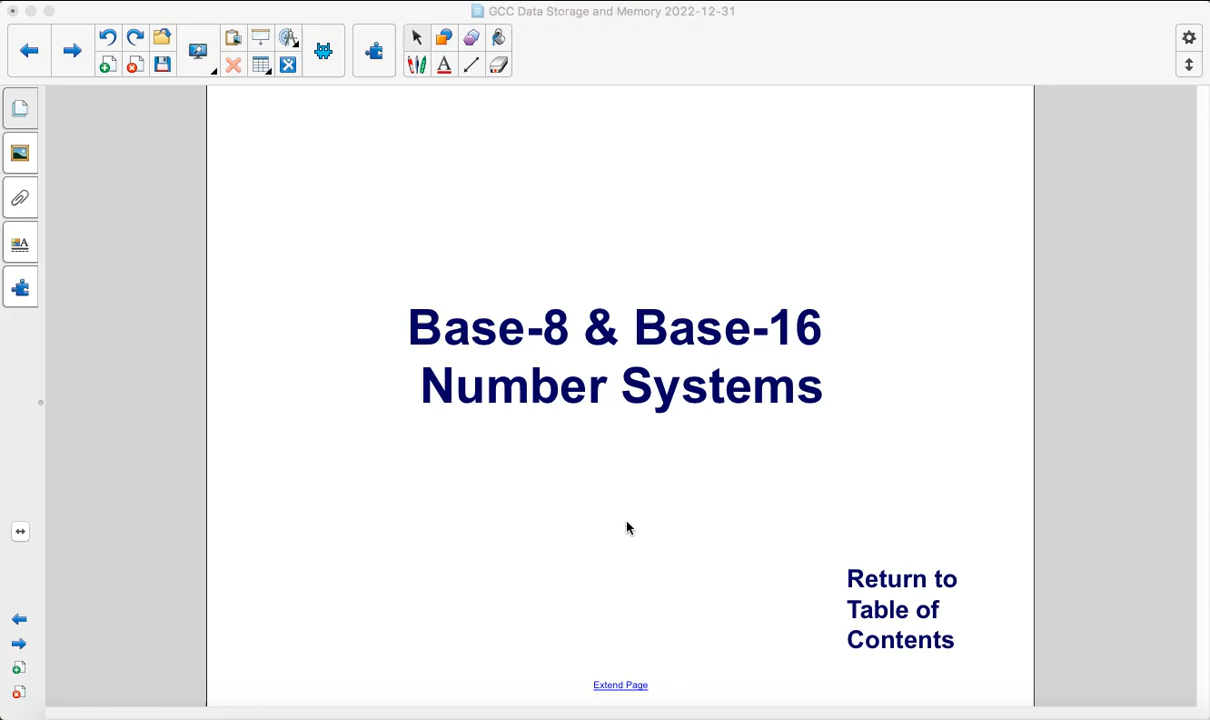 GCC Data Storage and Memory 2022-12-31
Base-8 & Base-16
Number Systems
Return to
Table of
Contents
Extend Page